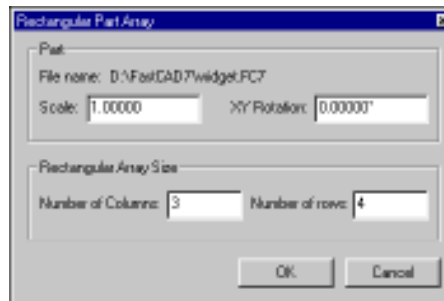 Rectangular Part Array
Part
File name: D:\FastCAD7\widget.FC7
Scale: 1.00000 XY Rotation: 0.00000°
Rectangular Array Size
Number of Columns: 3 Number of rows: 4
OK Cancel